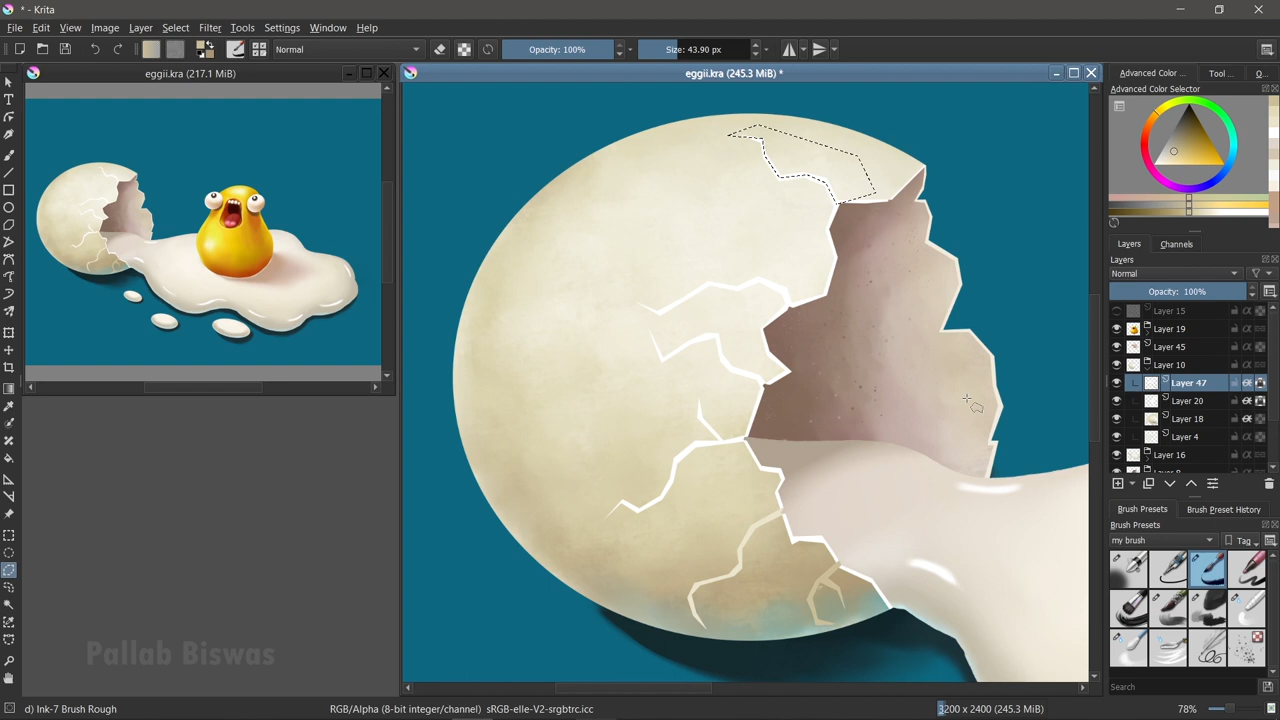 * - Krita
File Edit View Image Layer Select Filter Tools Settings Window Help
Normal Opacity: 100% Size: 43.90 px
eggii.kra (217.1 MiB)
eggii.kra (245.3 MiB) *
Advanced Color ... Tool ... O...
Advanced Color Selector
Layers Channels
Layers
Normal
Opacity: 100%
Layer 15
Layer 19
Layer 45
Layer 10
Layer 47
Layer 20
Layer 18
Layer 4
Layer 16
Brush Presets Brush Preset History
Brush Presets
my brush Tag
Search
Pallab Biswas
d) Ink-7 Brush Rough RGB/Alpha (8-bit integer/channel) sRGB-elle-V2-srgbtrc.icc 3200 x 2400 (245.3 MiB) 78%